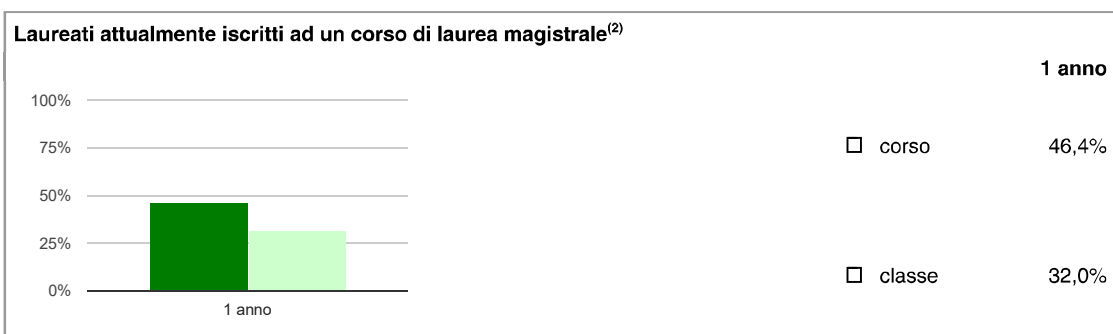 Laureati attualmente iscritti ad un corso di laurea magistrale(2)
1 anno
100%
75%
corso 46,4%
50%
25%
classe 32,0%
0%
1 anno